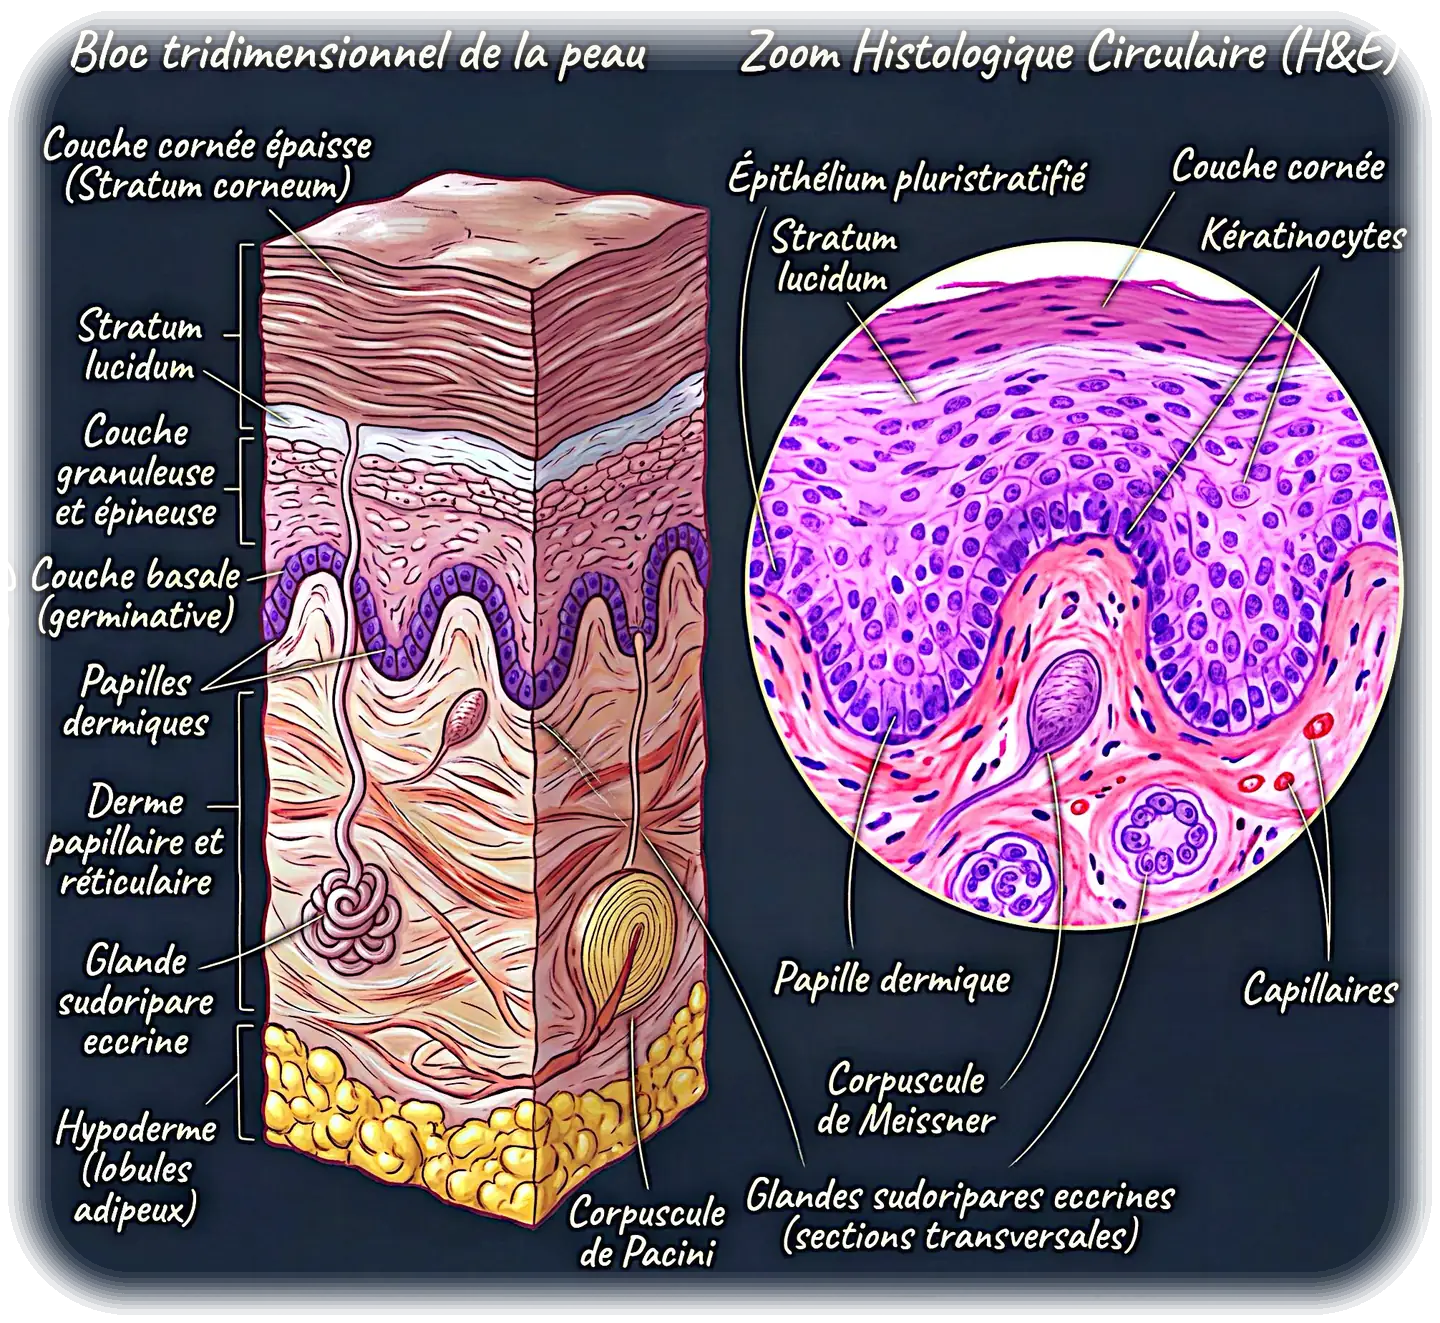 Bloc tridimensionnel de la peau
Zoom Histologique Circulaire (H&E)
Couche cornée épaisse
(Stratum corneum)
Stratum
lucidum
Couche
granuleuse
et épineuse
Couche basale
(germinative)
Papilles
dermiques
Derme
papillaire et
réticulaire
Glande
sudoripare
eccrine
Hypoderme
(lobules
adipeux)
Corpuscule
de Pacini
Épithélium pluristratifié
Stratum
lucidum
Couche cornée
Kératinocytes
Papille dermique
Capillaires
Corpuscule
de Meissner
Glandes sudoripares eccrines
(sections transversales)